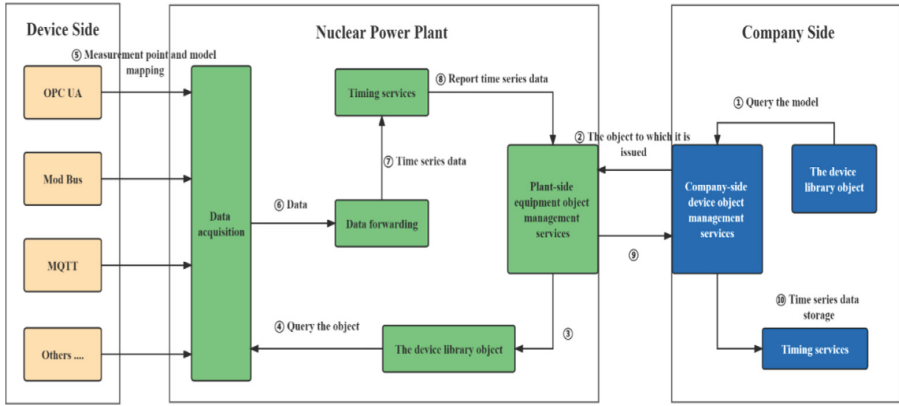 Device Side
Nuclear Power Plant
Company Side
⑤ Measurement point and model
mapping
OPC UA
Mod Bus
MQTT
Others ....
Data
acquisition
Timing services
⑧ Report time series data
⑦ Time series data
⑥ Data
Data forwarding
④ Query the object
The device library object
③
Plant-side
equipment object
management
services
② The object to which it is
issued
⑨
① Query the model
Company-side
device object
management
services
The device
library object
⑩ Time series data
storage
Timing services